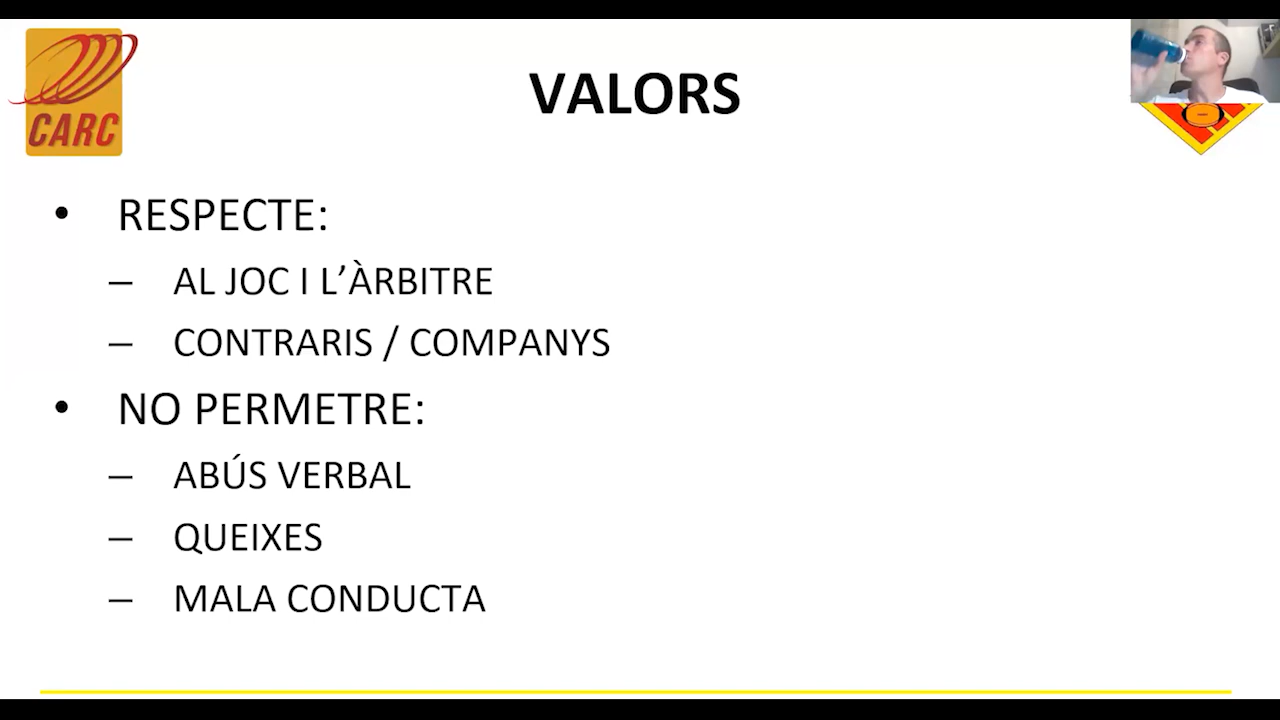 CARC
VALORS
• RESPECTE:
– AL JOC I L’ÀRBITRE
– CONTRARIS / COMPANYS
• NO PERMETRE:
– ABÚS VERBAL
– QUEIXES
– MALA CONDUCTA